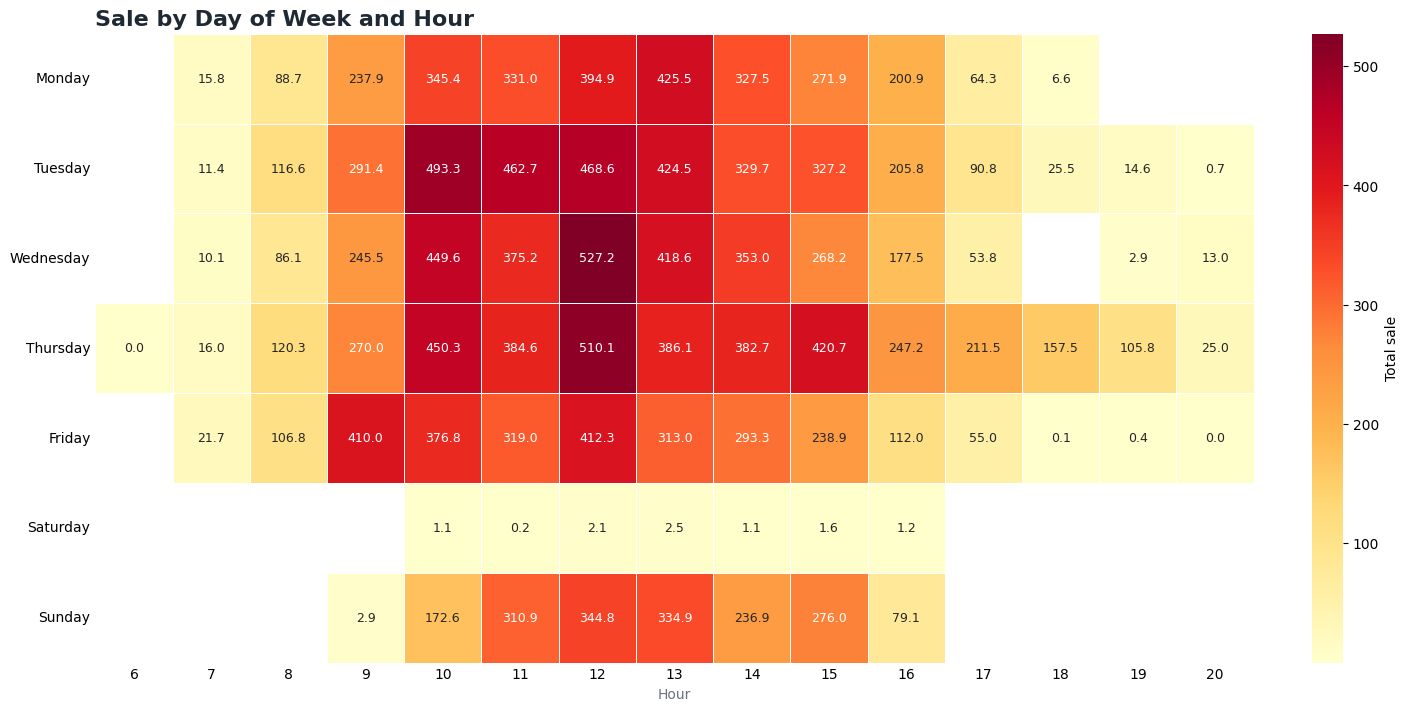 Sale by Day of Week and Hour
Monday 15.8 88.7 237.9 345.4 331.0 394.9 425.5 327.5 271.9 200.9 64.3 6.6
Tuesday 11.4 116.6 291.4 493.3 462.7 468.6 424.5 329.7 327.2 205.8 90.8 25.5 14.6 0.7
Wednesday 10.1 86.1 245.5 449.6 375.2 527.2 418.6 353.0 268.2 177.5 53.8 2.9 13.0
Thursday 0.0 16.0 120.3 270.0 450.3 384.6 510.1 386.1 382.7 420.7 247.2 211.5 157.5 105.8 25.0
Friday 21.7 106.8 410.0 376.8 319.0 412.3 313.0 293.3 238.9 112.0 55.0 0.1 0.4 0.0
Saturday 1.1 0.2 2.1 2.5 1.1 1.6 1.2
Sunday 2.9 172.6 310.9 344.8 334.9 236.9 276.0 79.1
6 7 8 9 10 11 12 13 14 15 16 17 18 19 20
Hour
500
400
300
200
100
Total sale